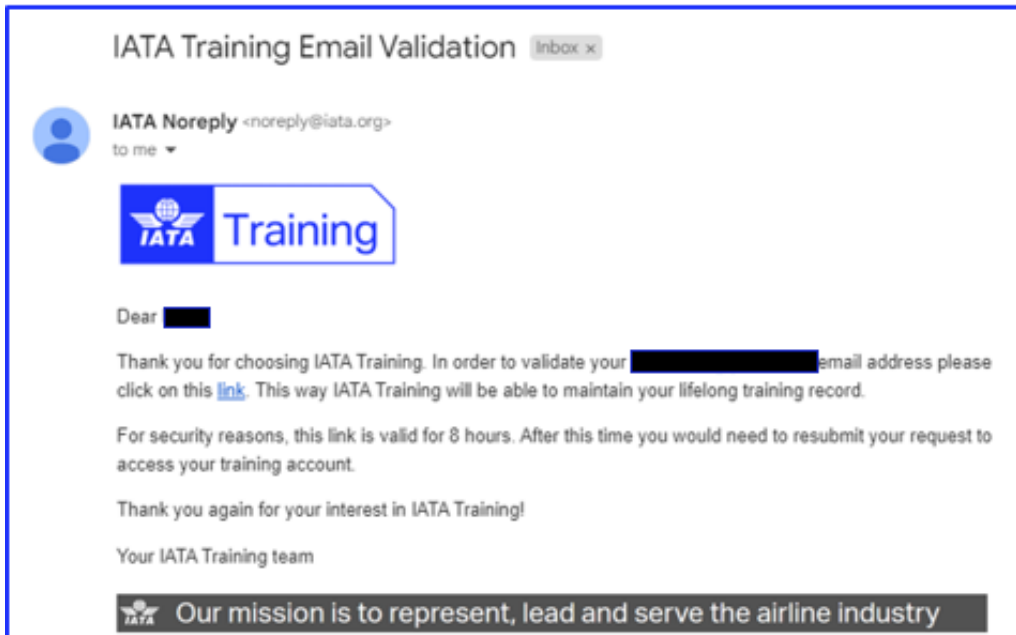 IATA Training Email Validation Inbox x
IATA Noreply <noreply@iata.org>
to me
IATA Training
Dear
Thank you for choosing IATA Training. In order to validate your email address please
click on this link. This way IATA Training will be able to maintain your lifelong training record.
For security reasons, this link is valid for 8 hours. After this time you would need to resubmit your request to
access your training account.
Thank you again for your interest in IATA Training!
Your IATA Training team
IATA Our mission is to represent, lead and serve the airline industry